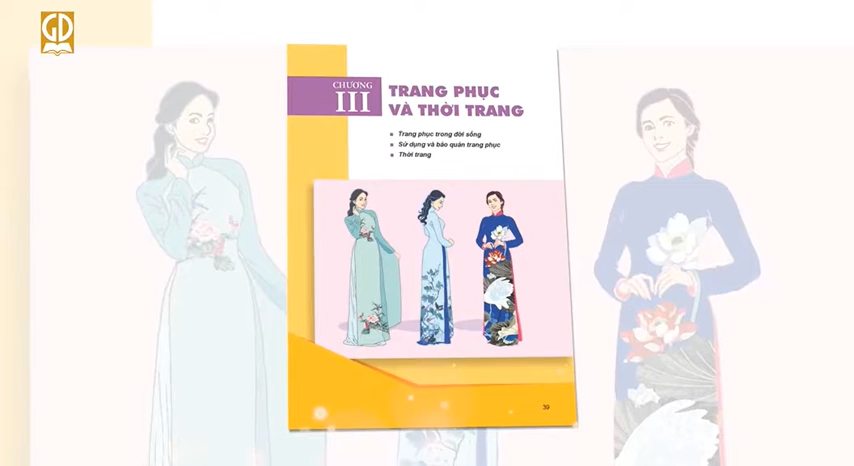 GD
CHƯƠNG
III
TRANG PHỤC
VÀ THỜI TRANG
Trang phục trong đời sống
Sử dụng và bảo quản trang phục
Thời trang
39